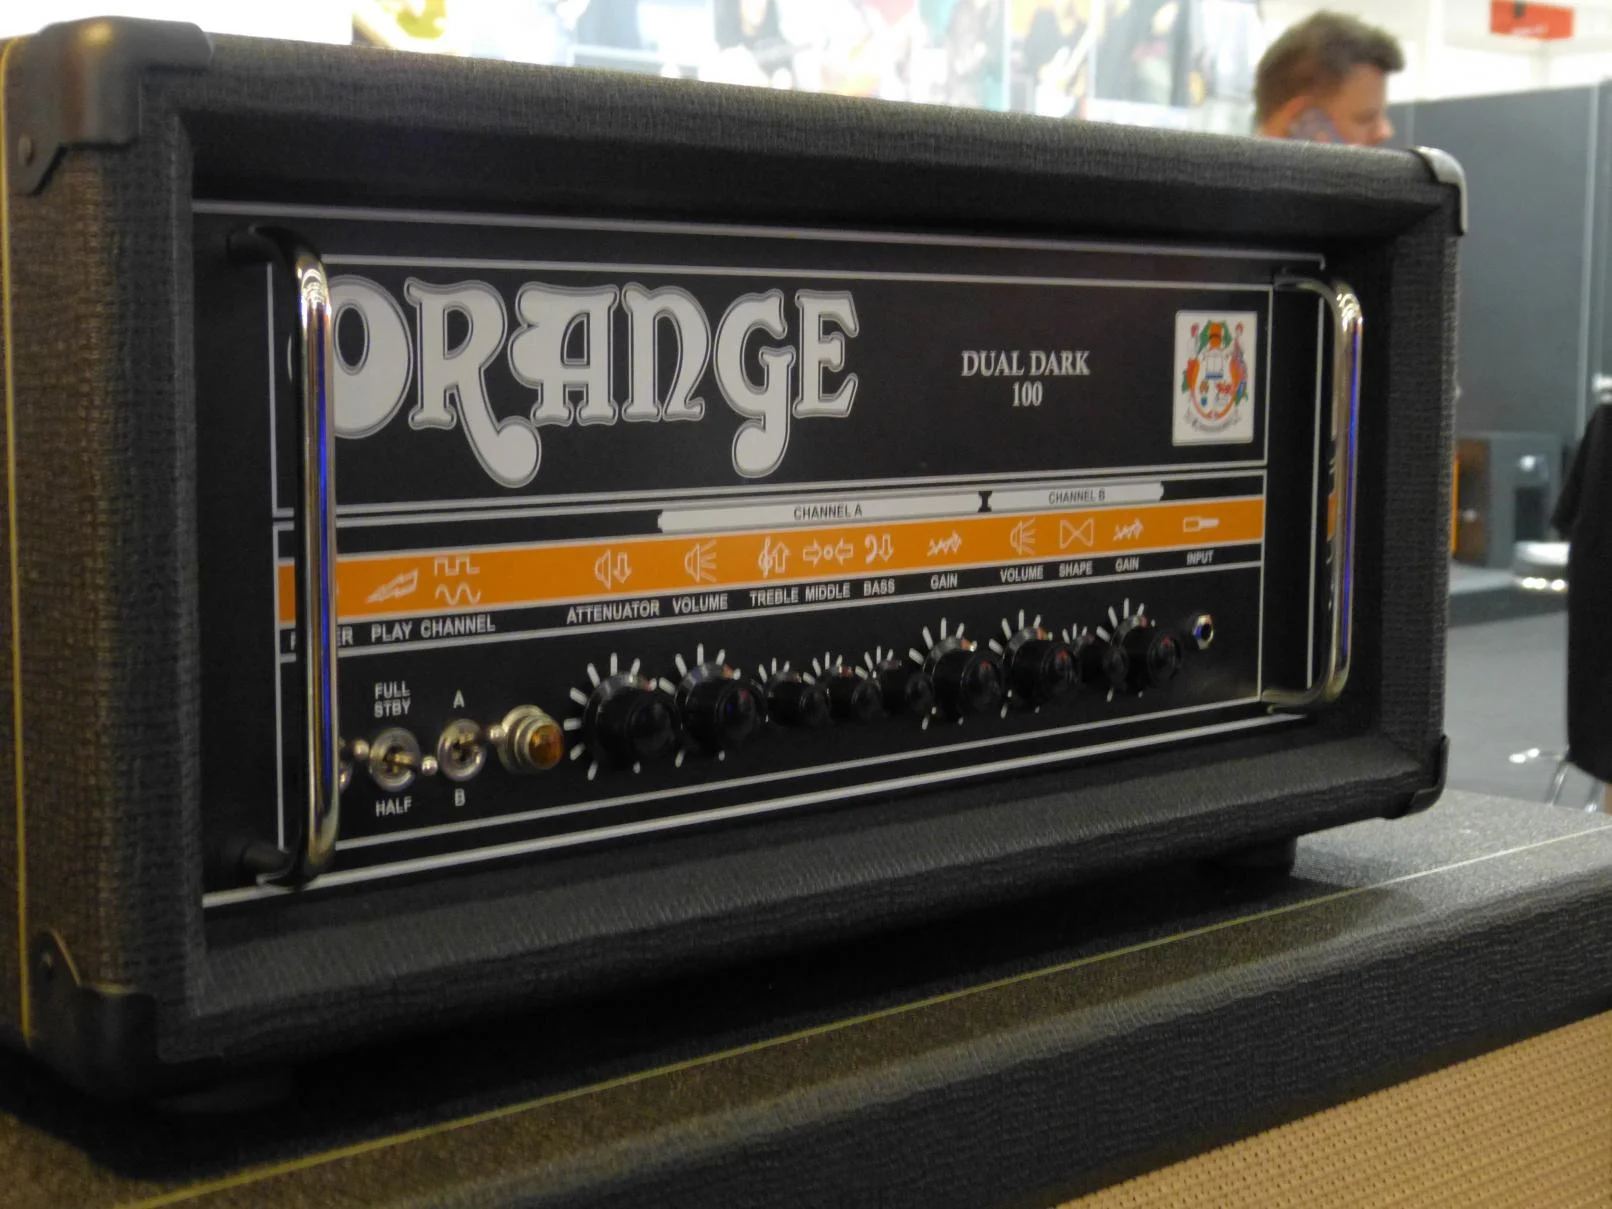 ORANGE
DUAL DARK
100
CHANNEL A
CHANNEL B
PLAY CHANNEL ATTENUATOR VOLUME TREBLE MIDDLE BASS GAIN VOLUME SHAPE GAIN INPUT
FULL
STBY
HALF
A
B